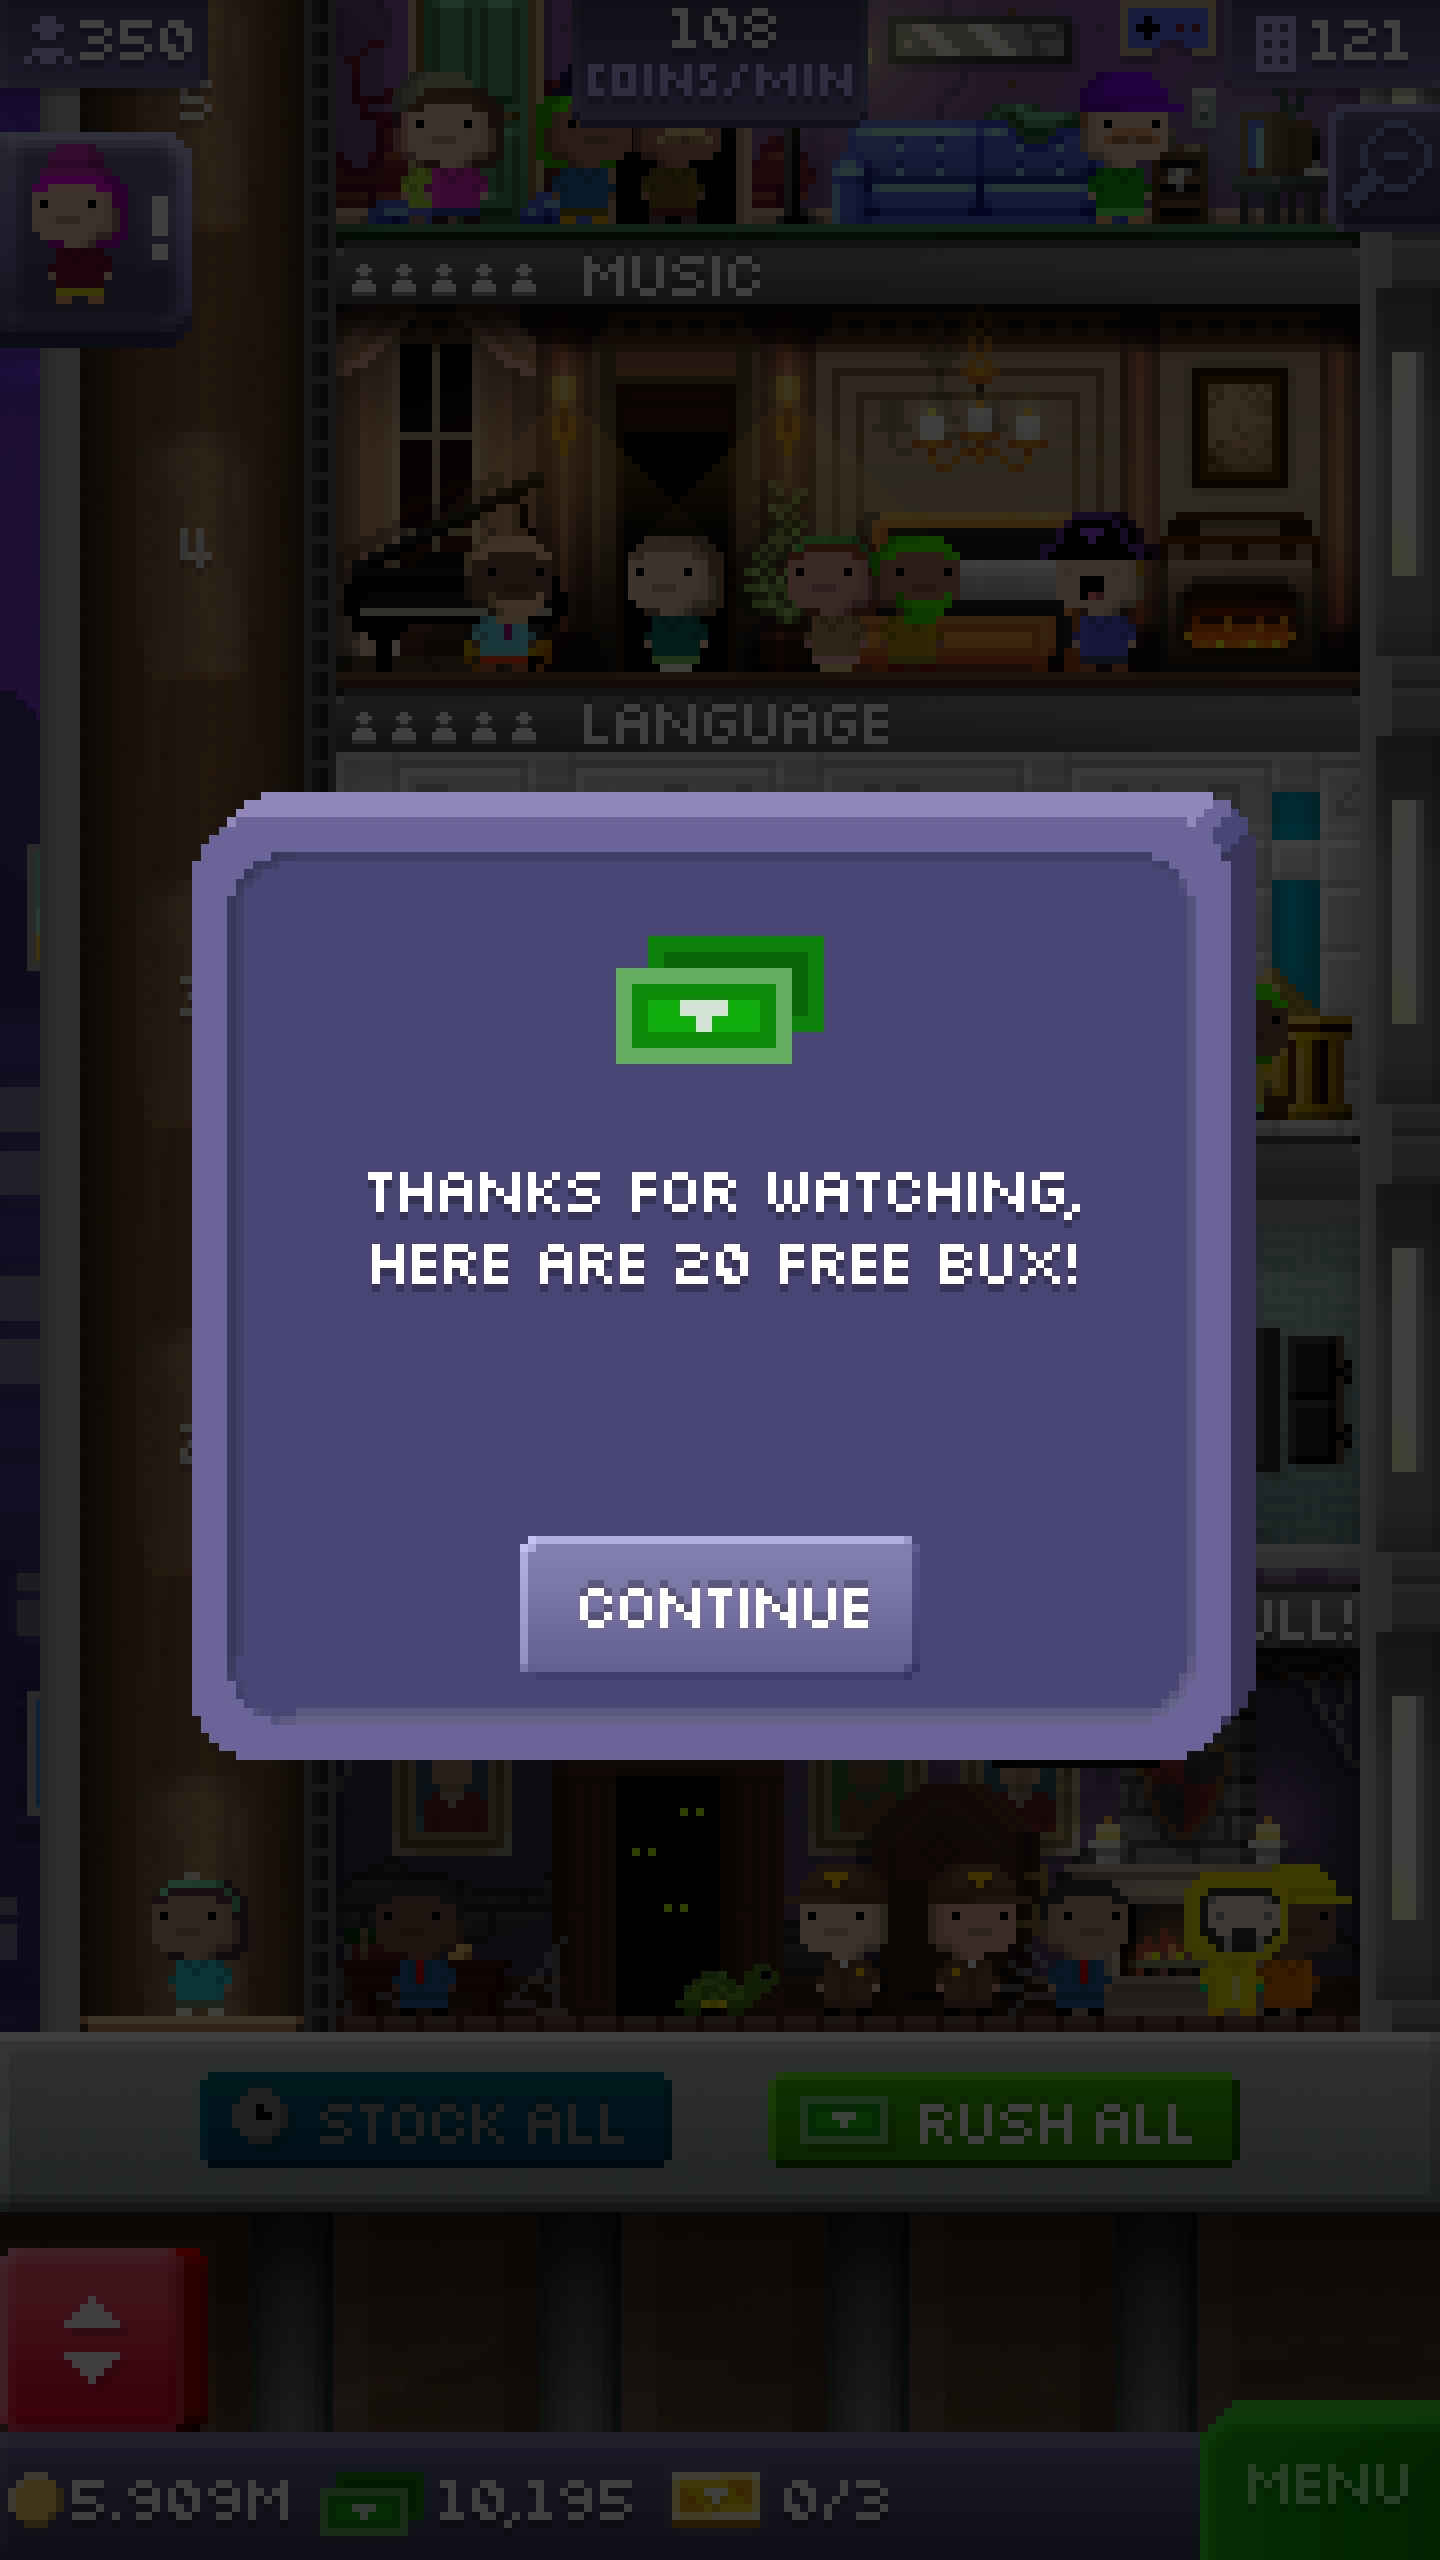 350
108
COINS/MIN
121
5
!
MUSIC
4
LANGUAGE
THANKS FOR WATCHING,
HERE ARE 20 FREE BUX!
CONTINUE
STOCK ALL
RUSH ALL
5.909M
10,195
0/3
MENU